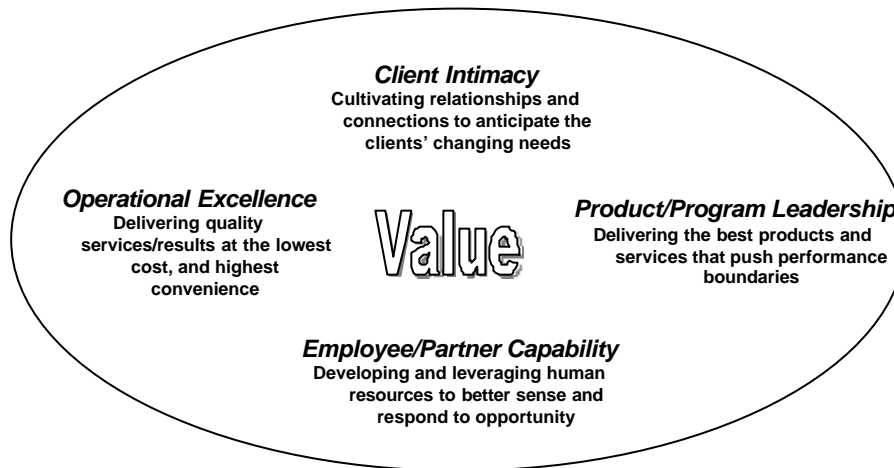 Client Intimacy
Cultivating relationships and
connections to anticipate the
clients' changing needs
Operational Excellence
Delivering quality
services/results at the lowest
cost, and highest
convenience
Value
Product/Program Leadership
Delivering the best products and
services that push performance
boundaries
Employee/Partner Capability
Developing and leveraging human
resources to better sense and
respond to opportunity